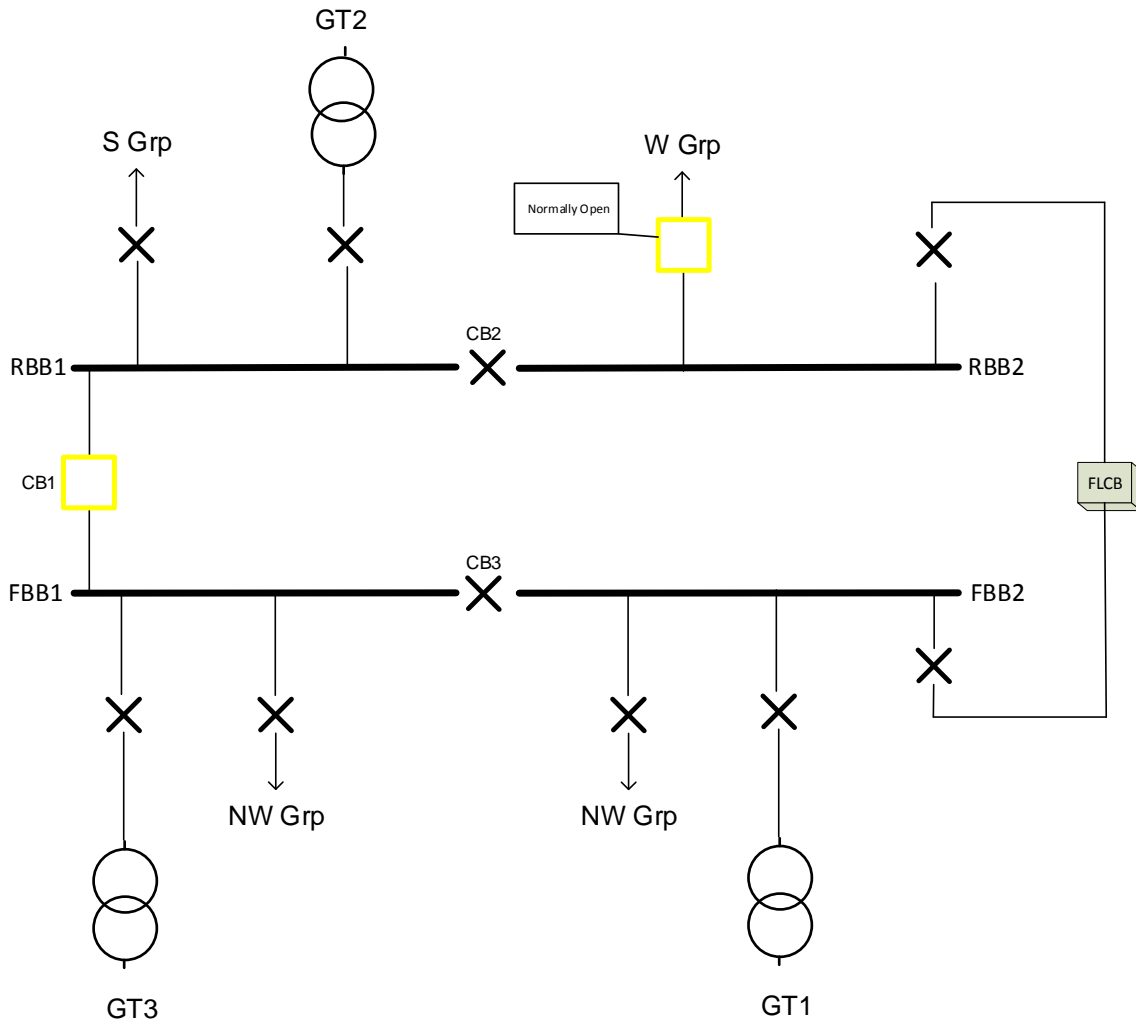 GT2
S Grp
W Grp
Normally Open
CB2
RBB1
RBB2
CB1
FLCB
CB3
FBB1
FBB2
NW Grp
NW Grp
GT3
GT1